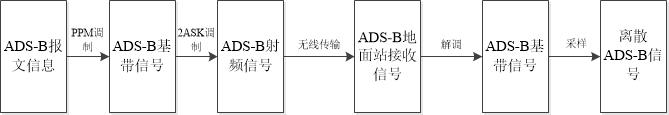 ADS-B报
文信息
PPM调
制
ADS-B基
带信号
2ASK调
制
ADS-B射
频信号
无线传输
ADS-B地
面站接收
信号
解调
ADS-B基
带信号
采样
离散
ADS-B信
号